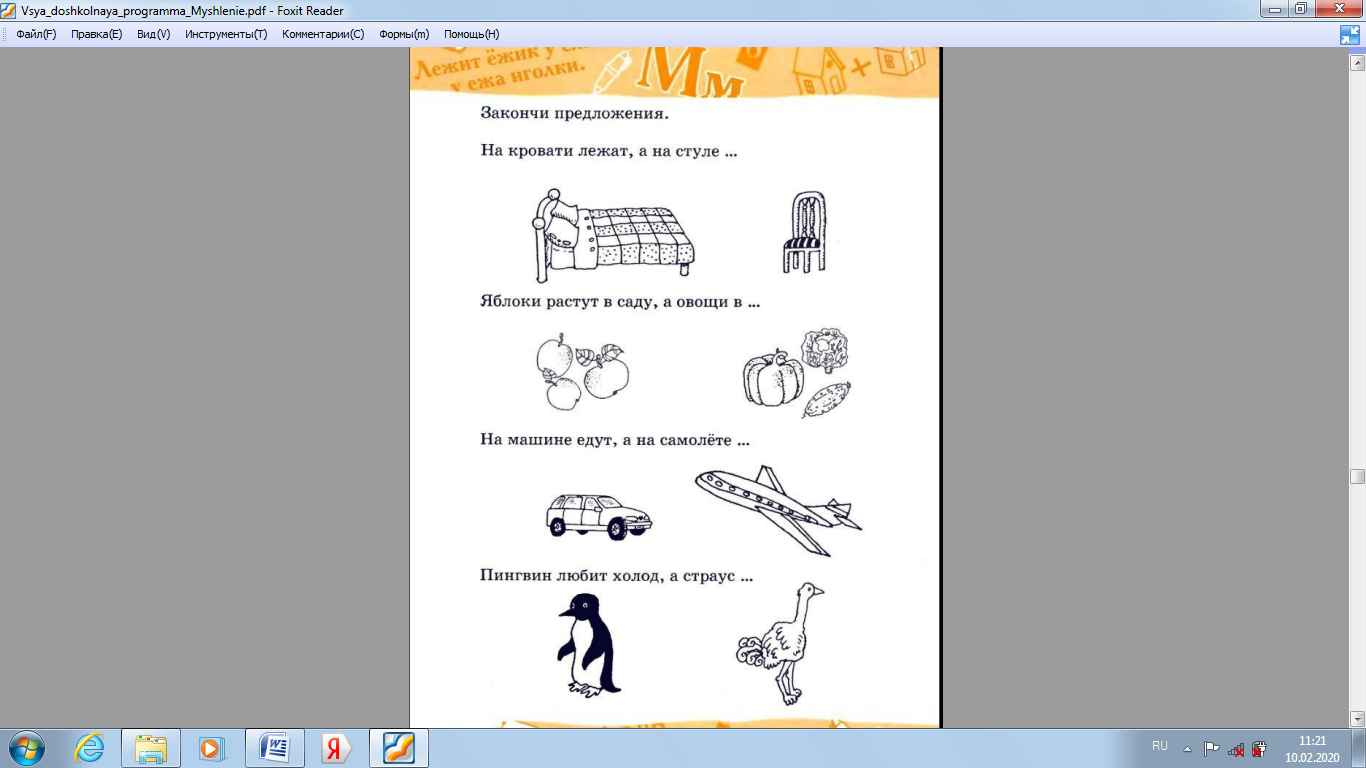 Vsya_doshkolnaya_programma_Myshlenie.pdf - Foxit Reader
Файл(F) Правка(E) Вид(V) Инструменты(T) Комментарии(C) Формы(m) Помощь(H)
Лежит ёжик у
у ежа иголки.
Мм
Закончи предложения.
На кровати лежат, а на стуле ...
Яблоки растут в саду, а овощи в ...
На машине едут, а на самолёте ...
Пингвин любит холод, а страус ...
RU
11:21
10.02.2020